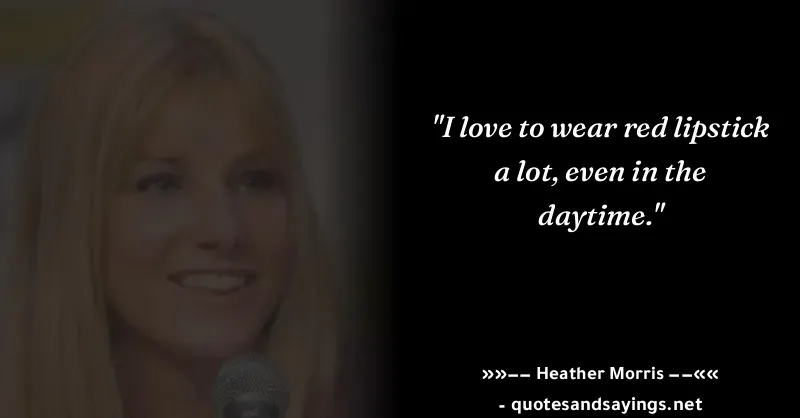 "I love to wear red lipstick
a lot, even in the
daytime."
»»–– Heather Morris ––««
- quotesandsayings.net